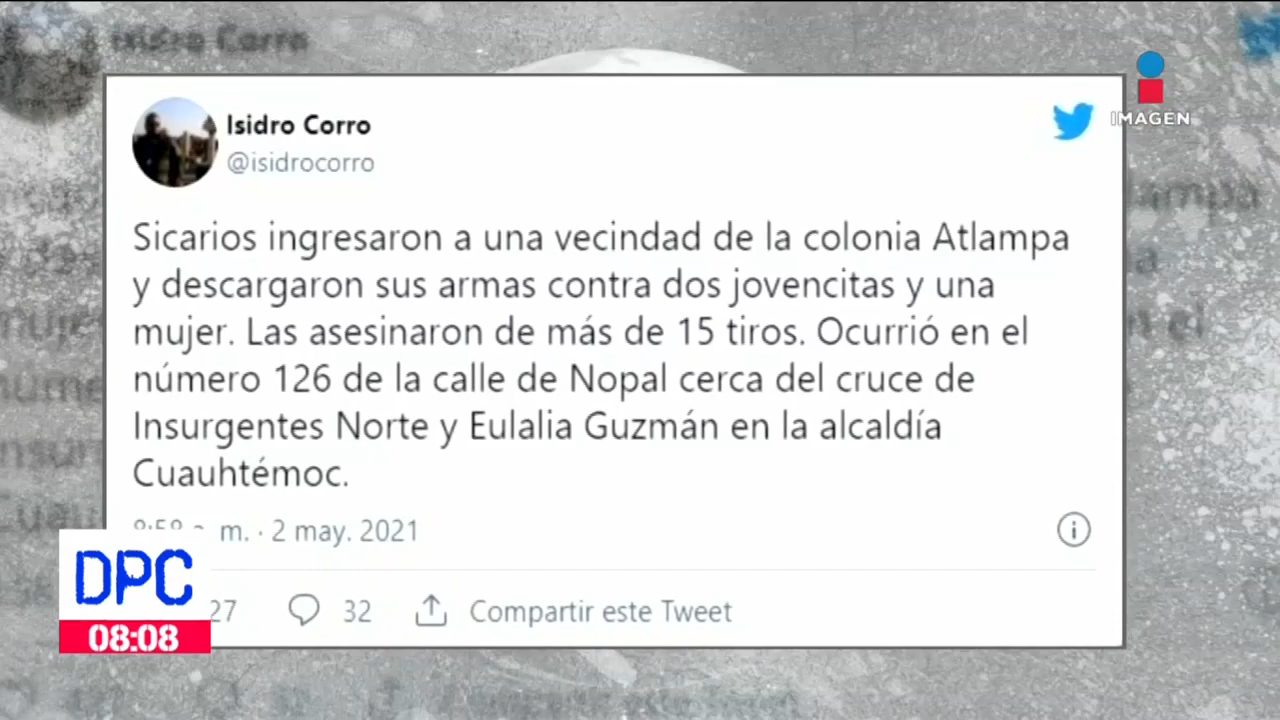 Isidro Corro
IMAGEN
@isidrocorro
Sicarios ingresaron a una vecindad de la colonia Atlampa
y descargaron sus armas contra dos jovencitas y una
mujer. Las asesinaron de más de 15 tiros. Ocurrió en el
número 126 de la calle de Nopal cerca del cruce de
Insurgentes Norte y Eulalia Guzmán en la alcaldía
Cuauhtémoc.
m. · 2 may. 2021
27 32 Compartir este Tweet
DPC
08:08